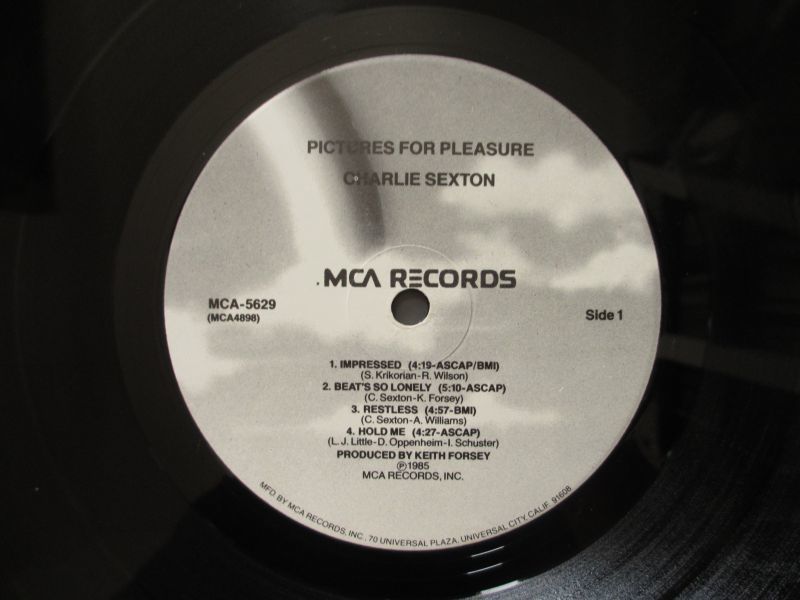 PICTURES FOR PLEASURE
CHARLIE SEXTON
MCA RECORDS
MCA-5629
(MCA4898)
Side 1
1. IMPRESSED (4:19-ASCAP/BMI)
(S. Krikorian-R. Wilson)
2. BEAT'S SO LONELY (5:10-ASCAP)
(C. Sexton-K. Forsey)
3. RESTLESS (4:57-BMI)
(C. Sexton-A. Williams)
4. HOLD ME (4:27-ASCAP)
(L. J. Little-D. Oppenheim-I. Schuster)
PRODUCED BY KEITH FORSEY
℗1985
MCA RECORDS, INC.
MFD. BY MCA RECORDS, INC., 70 UNIVERSAL PLAZA, UNIVERSAL CITY, CALIF. 91608